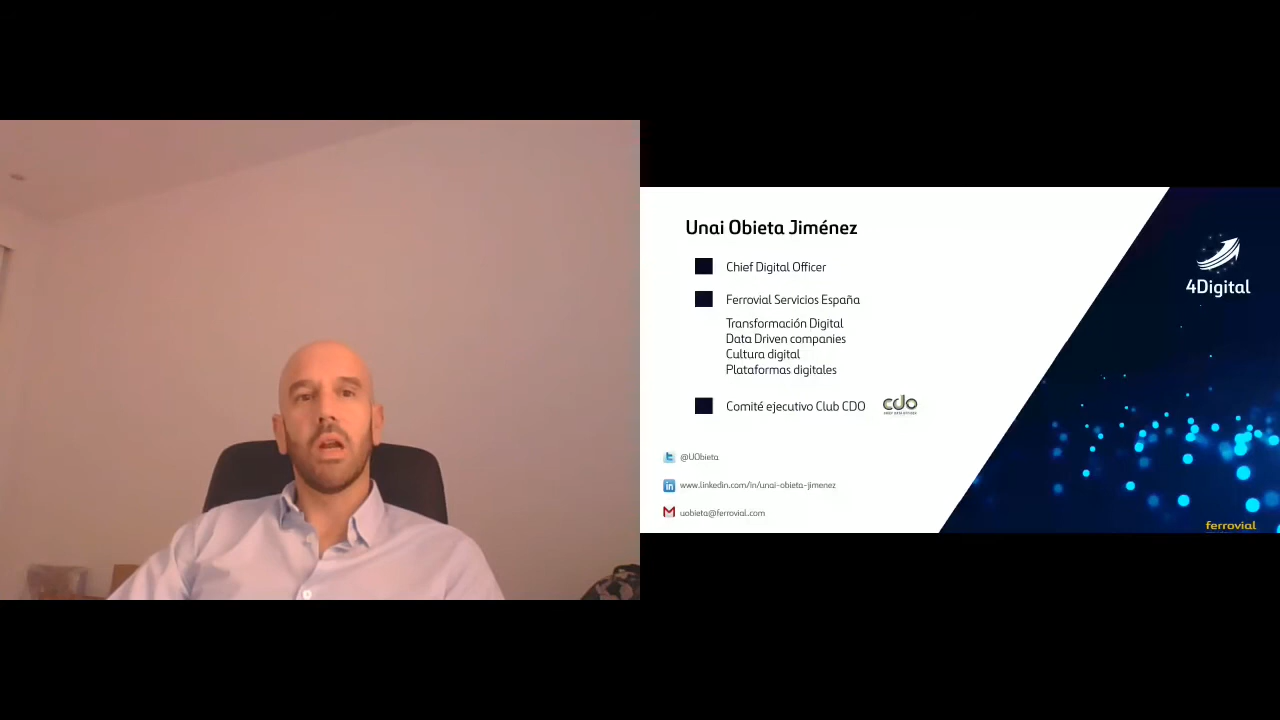 Unai Obieta Jiménez
Chief Digital Officer
Ferrovial Servicios España
Transformación Digital
Data Driven companies
Cultura digital
Plataformas digitales
Comité ejecutivo Club CDO
cdo
@UObieta
www.linkedin.com/in/unai-obieta-jimenez
uobieta@ferrovial.com
4Digital
ferrovial